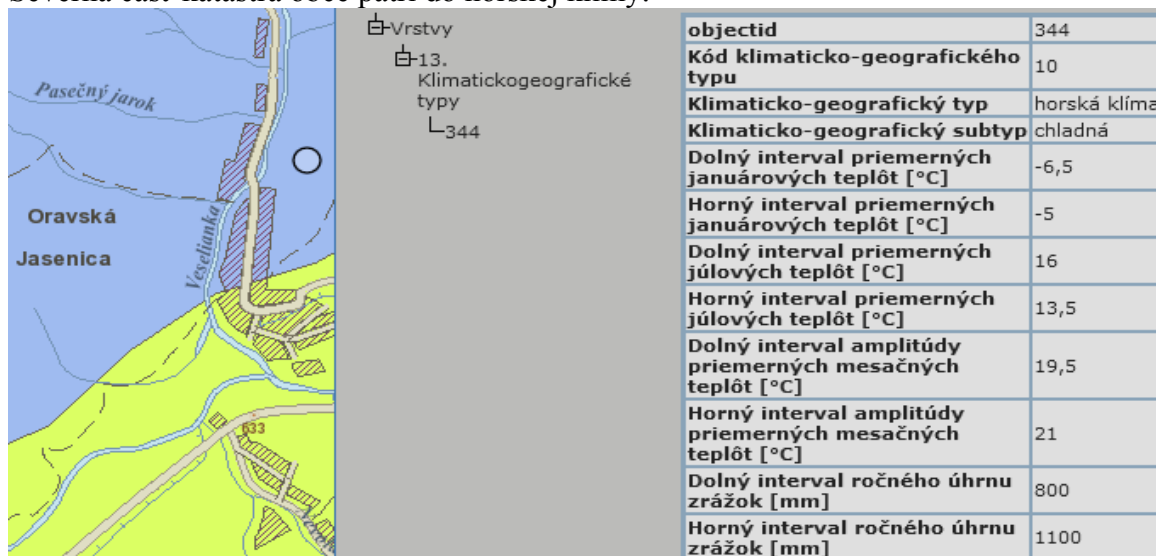 Severná časť katastra obce patrí do horskej klímy.
Pasečný jarok
Oravská
Jasenica
Veselianka
633
Vrstvy
13.
Klimatickogeografické
typy
344
objectid 344
Kód klimaticko-geografického
typu 10
Klimaticko-geografický typ horská klíma
Klimaticko-geografický subtyp chladná
Dolný interval priemerných
januárových teplôt [°C] -6,5
Horný interval priemerných
januárových teplôt [°C] -5
Dolný interval priemerných
júlových teplôt [°C] 16
Horný interval priemerných
júlových teplôt [°C] 13,5
Dolný interval amplitúdy
priemerných mesačných
teplôt [°C] 19,5
Horný interval amplitúdy
priemerných mesačných
teplôt [°C] 21
Dolný interval ročného úhrnu
zrážok [mm] 800
Horný interval ročného úhrnu
zrážok [mm] 1100